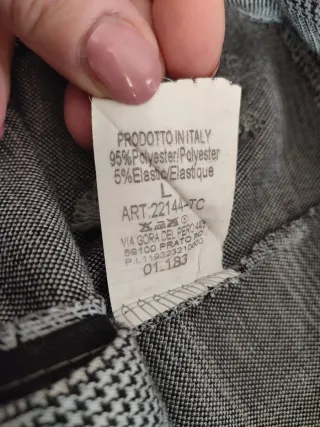 PRODOTTO IN ITALY
95%Polyester/Polyester
5%Elastic/Elastique
L
ART:22144-TC
VIA GORA DEL PERO
59100 PRATO
01.183